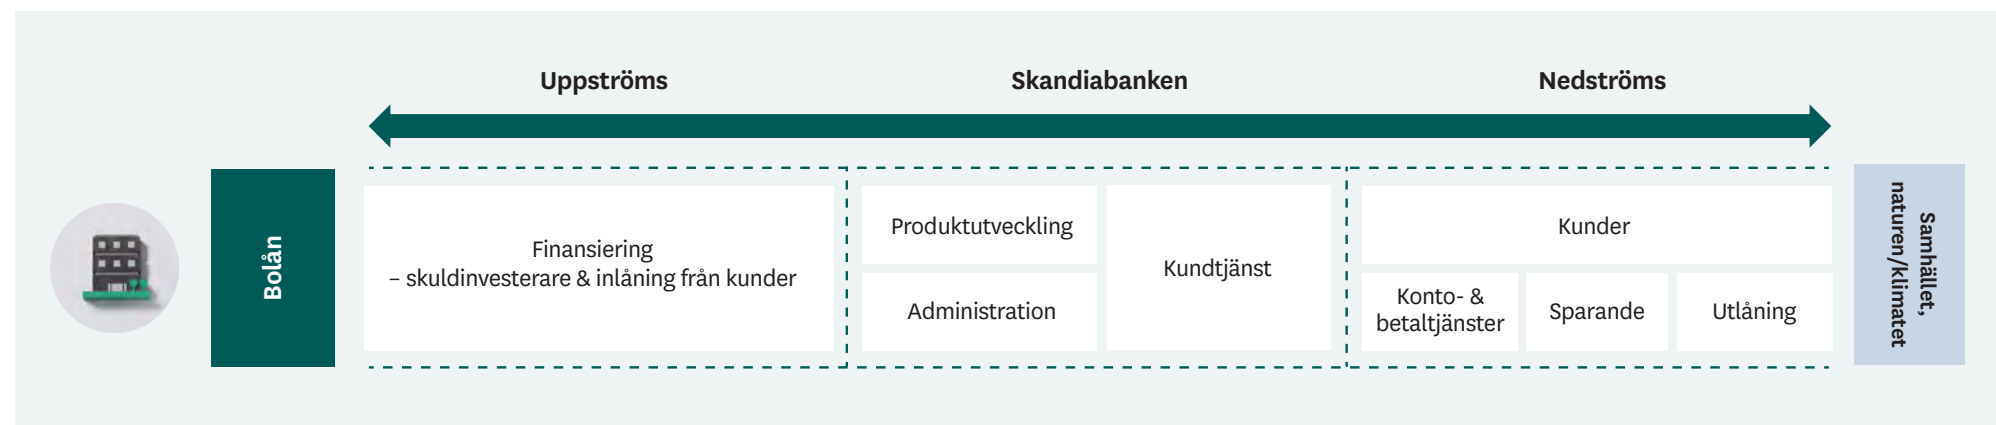 Uppströms
Skandiabanken
Nedströms
Bolån
Finansiering
– skuldinvesterare & inlåning från kunder
Produktutveckling
Administration
Kundtjänst
Kunder
Konto- &
betaltjänster
Sparande
Utlåning
Samhället,
naturen/klimatet